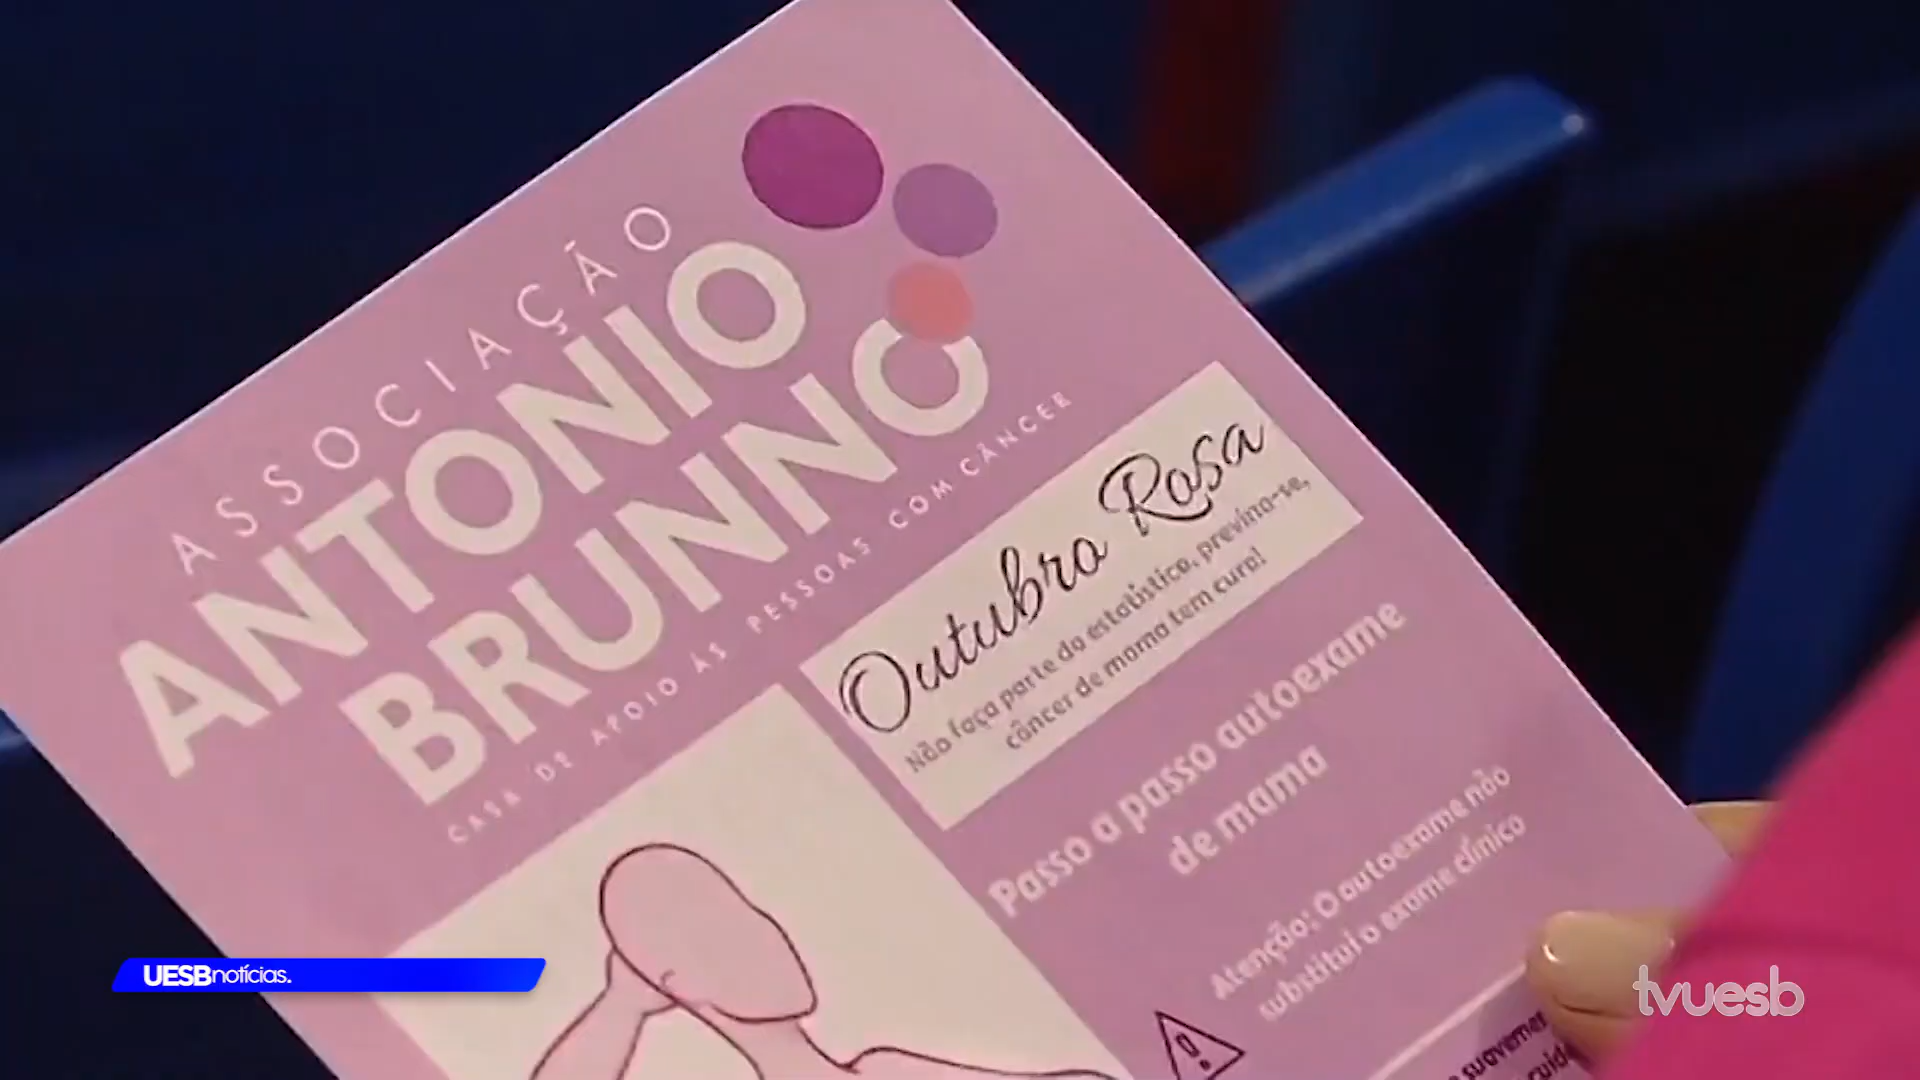 ASSOCIAÇÃO
ANTONIO
BRUNNO
CASA DE APOIO ÀS PESSOAS COM CÂNCER
Outubro Rosa
Não faça parte da estatística, previna-se,
câncer de mama tem cura!
Passo a passo autoexame
de mama
Atenção: O autoexame não
substitui o exame clínico
UESBnotícias.
tvuesb